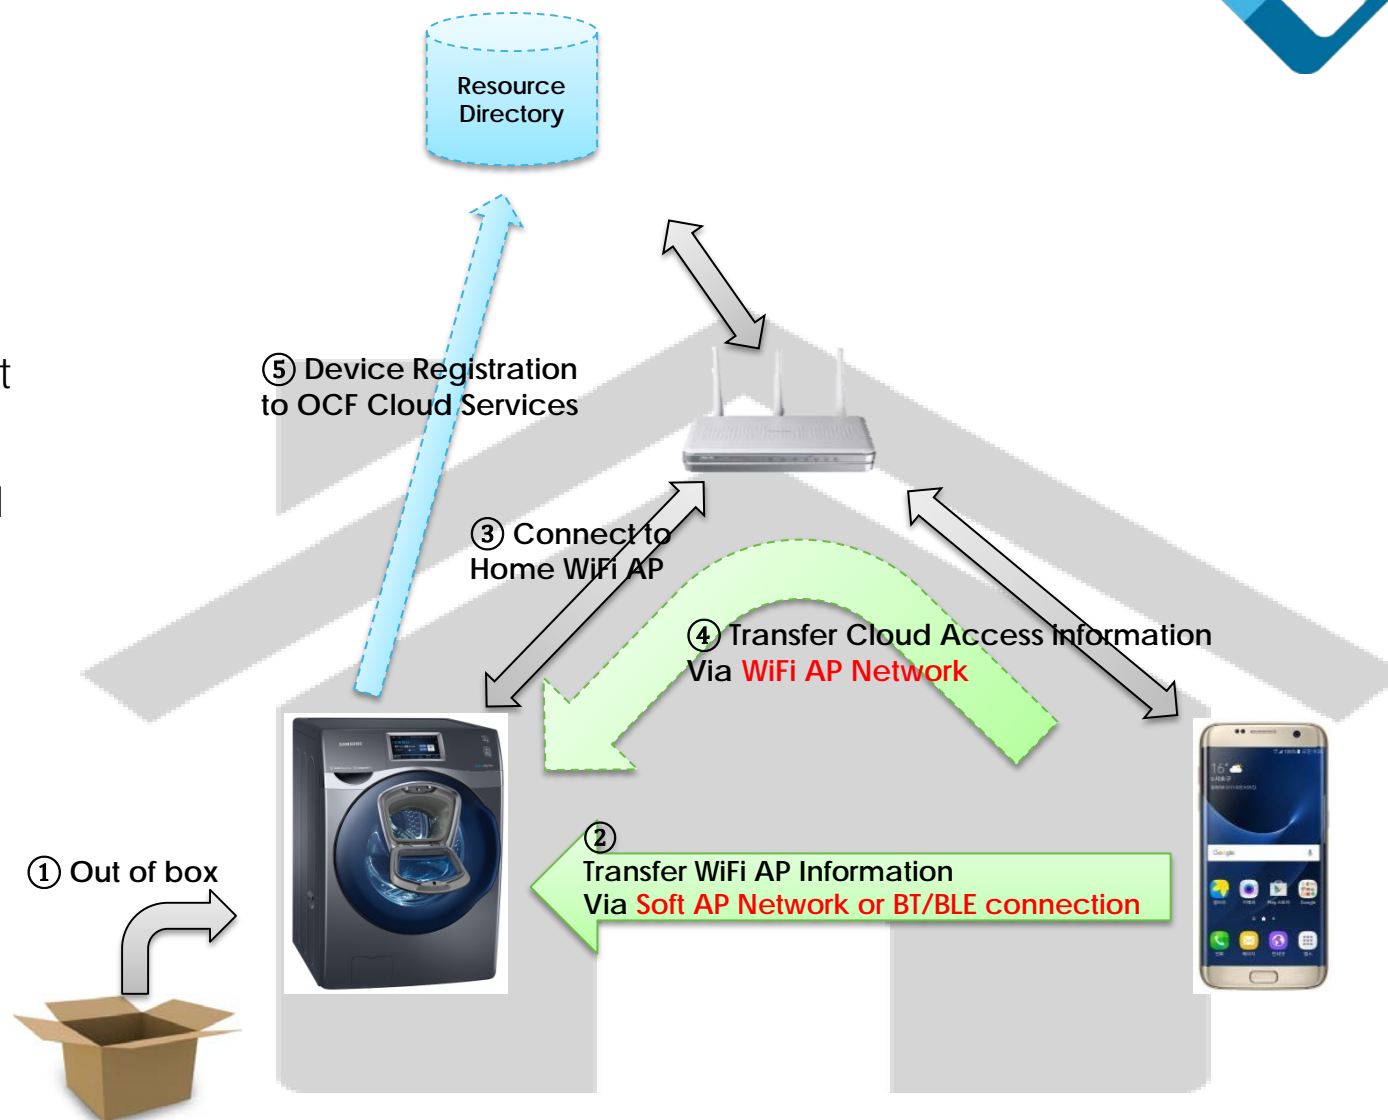 Resource
Directory
t
⑤ Device Registration
to OCF Cloud Services
③ Connect to
Home WiFi AP
④ Transfer Cloud Access information
Via WiFi AP Network
SAMSUNG
②
Transfer WiFi AP Information
Via Soft AP Network or BT/BLE connection
① Out of box
Google